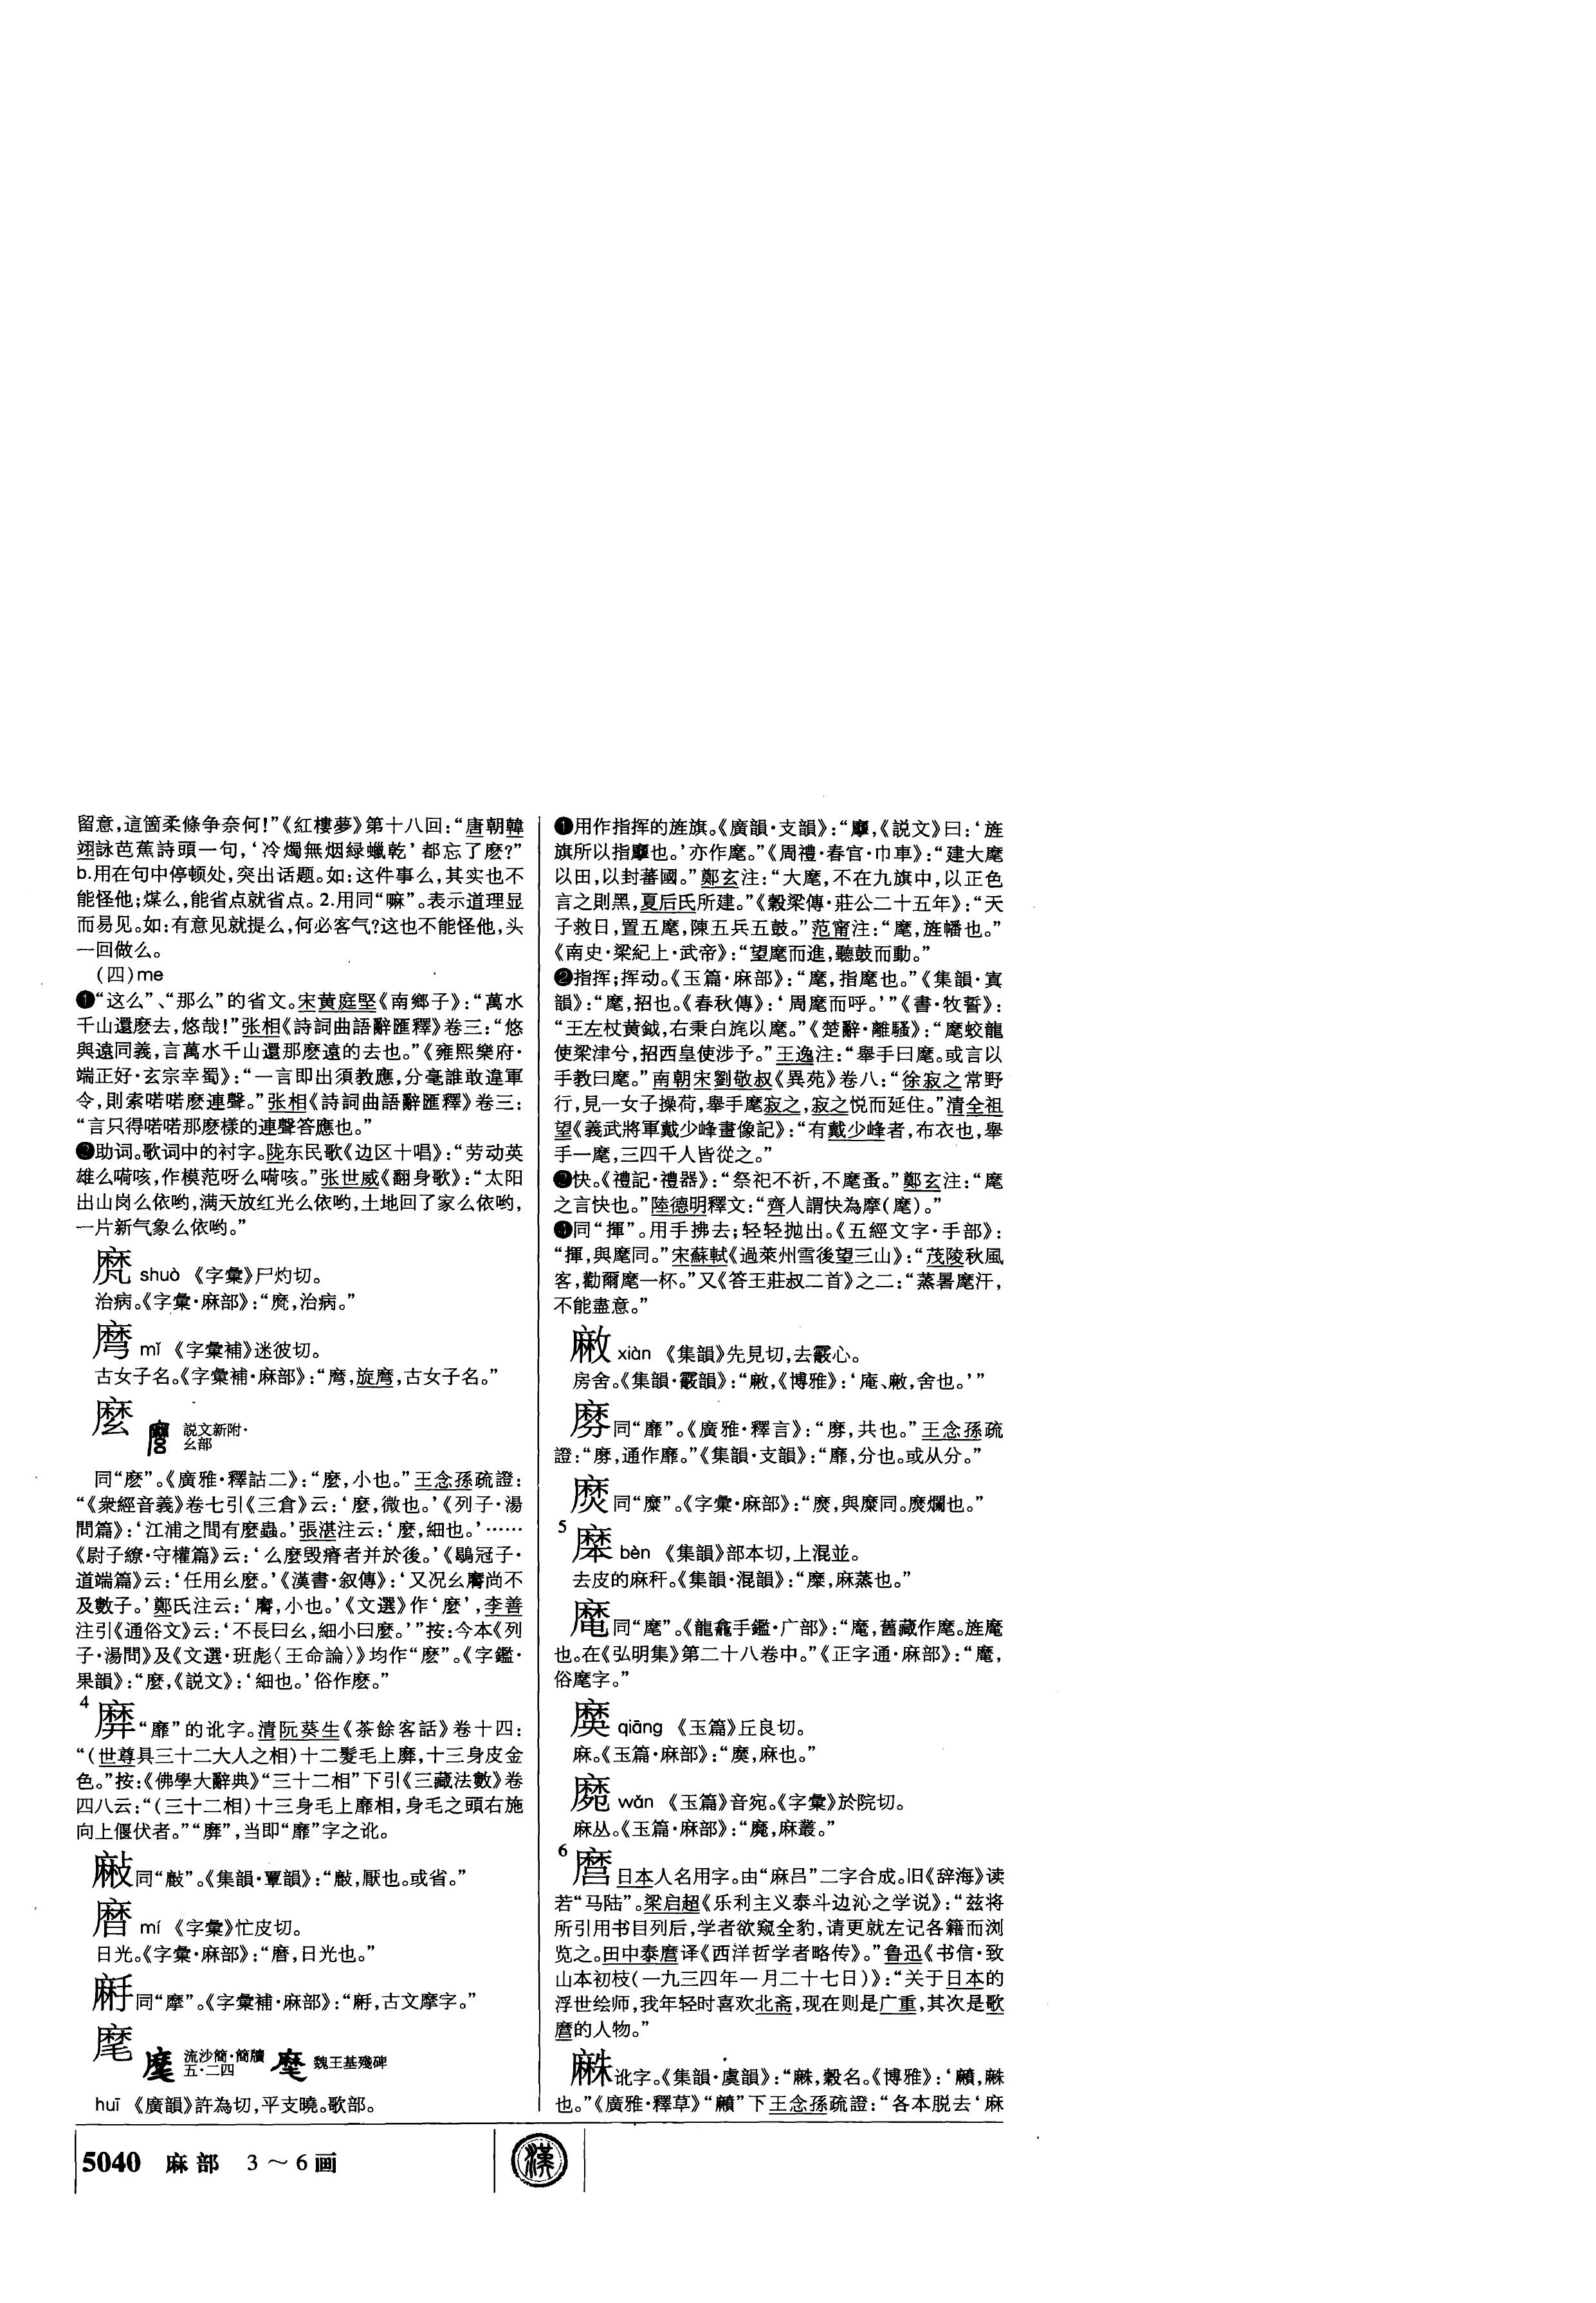 留意，這箇柔條争奈何！”《紅樓夢》第十八回：“唐朝韓
翊詠芭蕉詩頭一句，‘冷燭無烟緑蠟乾’都忘了麽？”
b.用在句中停顿处，突出话题。如：这件事么，其实也不
能怪他；煤么，能省点就省点。2.用同“嘛”。表示道理显
而易见。如：有意见就提么，何必客气？这也不能怪他，头
一回做么。
（四）me
❶“这么”、“那么”的省文。宋黄庭堅《南鄉子》：“萬水
千山還麽去，悠哉！”张相《詩詞曲語辭匯釋》卷三：“悠
與遠同義，言萬水千山還那麽遠的去也。”《雍熙樂府·
端正好·玄宗幸蜀》：“一言即出須教應，分毫誰敢違軍
令，則索喏喏麽連聲。”张相《詩詞曲語辭匯釋》卷三：
“言只得喏喏那麽樣的連聲答應也。”
❷助词。歌词中的衬字。陇东民歌《边区十唱》：“劳动英
雄么嗬咳，作模范呀么嗬咳。”张世威《翻身歌》：“太阳
出山岗么依哟，满天放红光么依哟，土地回了家么依哟，
一片新气象么依哟。”
shuò 《字彙》尸灼切。
治病。《字彙·麻部》：“，治病。”
mǐ 《字彙補》迷彼切。
古女子名。《字彙補·麻部》：“，旋，古女子名。”
麼 説文新附·
幺部
同“麽”。《廣雅·釋詁二》：“麼，小也。”王念孫疏證：
“《衆經音義》卷七引《三倉》云：‘麼，微也。’《列子·湯
問篇》：‘江浦之間有麼蟲。’張湛注云：‘麼，細也。’……
《尉子繚·守權篇》云：‘么麼毁瘠者并於後。’《鶡冠子·
道端篇》云：‘任用幺麼。’《漢書·叙傳》：‘又况幺尚不
及數子。’鄭氏注云：‘，小也。’《文選》作‘麼’，李善
注引《通俗文》云：‘不長曰幺，細小曰麼。’”按：今本《列
子·湯問》及《文選·班彪〈王命論〉》均作“麽”。《字鑑·
果韻》：“麼，《説文》：‘細也。’俗作麽。”
4
“靡”的讹字。清阮葵生《茶餘客話》卷十四：
“（世尊具三十二大人之相）十二髮毛上，十三身皮金
色。”按：《佛學大辭典》“三十二相”下引《三藏法數》卷
四八云：“（三十二相）十三身毛上靡相，身毛之頭右施
向上偃伏者。”“”，当即“靡”字之讹。
同“”。《集韻·覃韻》：“，厭也。或省。”
mí 《字彙》忙皮切。
日光。《字彙·麻部》：“，日光也。”
同“摩”。《字彙補·麻部》：“，古文摩字。”
麾 流沙簡·簡牘
五·二四 魏王基殘碑
huī 《廣韻》許為切，平支曉。歌部。
❶用作指挥的旌旗。《廣韻·支韻》：“，《説文》曰：‘旌
旗所以指也。’亦作麾。”《周禮·春官·巾車》：“建大麾
以田，以封蕃國。”鄭玄注：“大麾，不在九旗中，以正色
言之則黑，夏后氏所建。”《穀梁傳·莊公二十五年》：“天
子救日，置五麾，陳五兵五鼓。”范甯注：“麾，旌幡也。”
《南史·梁紀上·武帝》：“望麾而進，聽鼓而動。”
❷指挥；挥动。《玉篇·麻部》：“麾，指麾也。”《集韻·寘
韻》：“麾，招也。《春秋傳》：‘周麾而呼。’”《書·牧誓》：
“王左杖黄鉞，右秉白旄以麾。”《楚辭·離騷》：“麾蛟龍
使梁津兮，招西皇使涉予。”王逸注：“舉手曰麾。或言以
手教曰麾。”南朝宋劉敬叔《異苑》卷八：“徐寂之常野
行，見一女子操荷，舉手麾寂之，寂之悦而延住。”清全祖
望《義武將軍戴少峰畫像記》：“有戴少峰者，布衣也，舉
手一麾，三四千人皆從之。”
❸快。《禮記·禮器》：“祭祀不祈，不麾蚤。”鄭玄注：“麾
之言快也。”陸德明釋文：“齊人謂快為摩（麾）。”
❹同“揮”。用手拂去；轻轻抛出。《五經文字·手部》：
“揮，與麾同。”宋蘇軾《過萊州雪後望三山》：“茂陵秋風
客，勸爾麾一杯。”又《答王莊叔二首》之二：“蒸暑麾汗，
不能盡意。”
xiàn 《集韻》先見切，去霰心。
房舍。《集韻·霰韻》：“，《博雅》：‘庵、，舍也。’”
同“靡”。《廣雅·釋言》：“，共也。”王念孫疏
證：“，通作靡。”《集韻·支韻》：“靡，分也。或从分。”
同“糜”。《字彙·麻部》：“，與糜同。爛也。”
5
bèn 《集韻》部本切，上混並。
去皮的麻秆。《集韻·混韻》：“，麻蒸也。”
同“麾”。《龍龕手鑑·广部》：“，舊藏作麾。旌
也。在《弘明集》第二十八卷中。”《正字通·麻部》：“，
俗麾字。”
qiāng 《玉篇》丘良切。
麻。《玉篇·麻部》：“，麻也。”
wǎn 《玉篇》音宛。《字彙》於院切。
麻丛。《玉篇·麻部》：“，麻叢。”
6
麿 日本人名用字。由“麻吕”二字合成。旧《辞海》读
若“马陆”。梁启超《乐利主义泰斗边沁之学说》：“兹将
所引用书目列后，学者欲窥全豹，请更就左记各籍而浏
览之。田中泰麿译《西洋哲学者略传》。”鲁迅《书信·致
山本初枝（一九三四年一月二十七日）》：“关于日本的
浮世绘师，我年轻时喜欢北斋，现在则是广重，其次是歌
麿的人物。”
讹字。《集韻·虞韻》：“，穀名。《博雅》：‘，
也。”《廣雅·釋草》“”下王念孫疏證：“各本脱去‘麻
5040 麻部 3～6画
漢